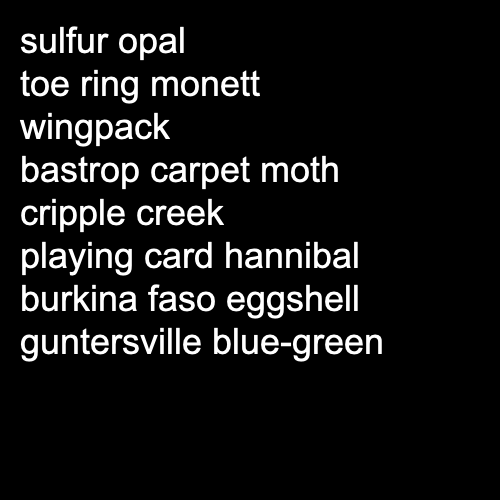 sulfur opal
toe ring monett
wingpack
bastrop carpet moth
cripple creek
playing card hannibal
burkina faso eggshell
guntersville blue-green